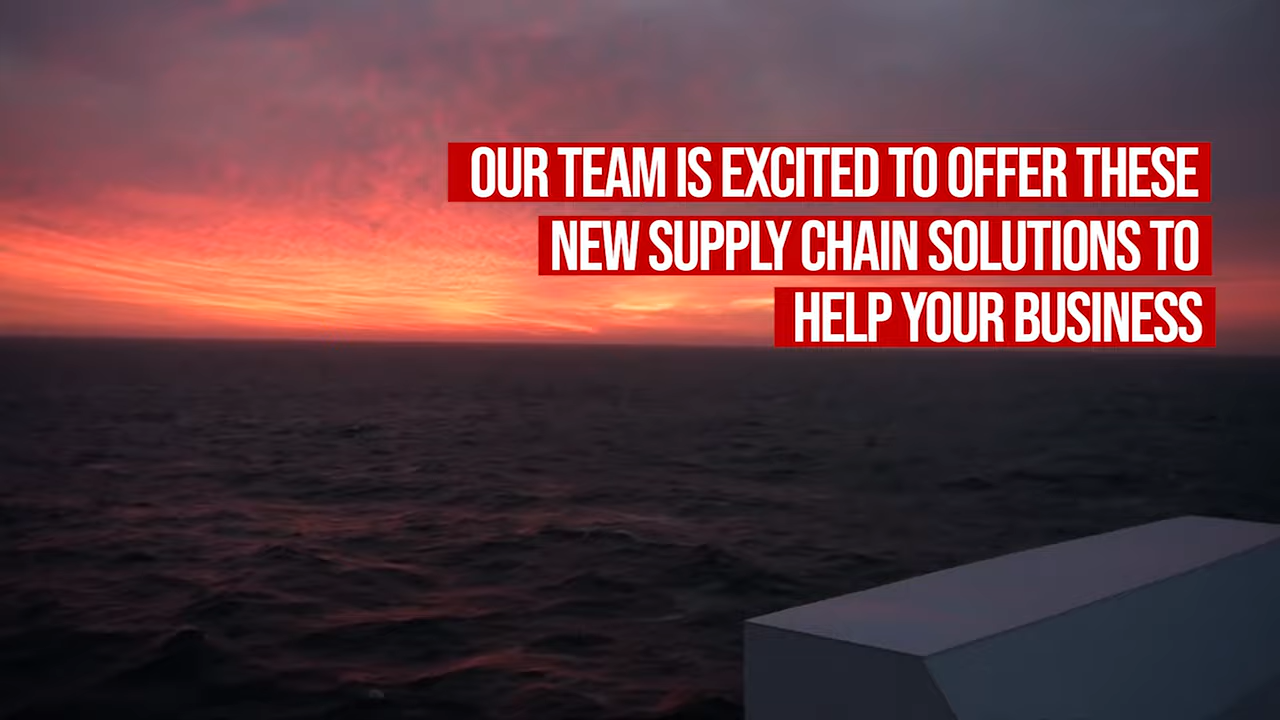 OUR TEAM IS EXCITED TO OFFER THESE
NEW SUPPLY CHAIN SOLUTIONS TO
HELP YOUR BUSINESS